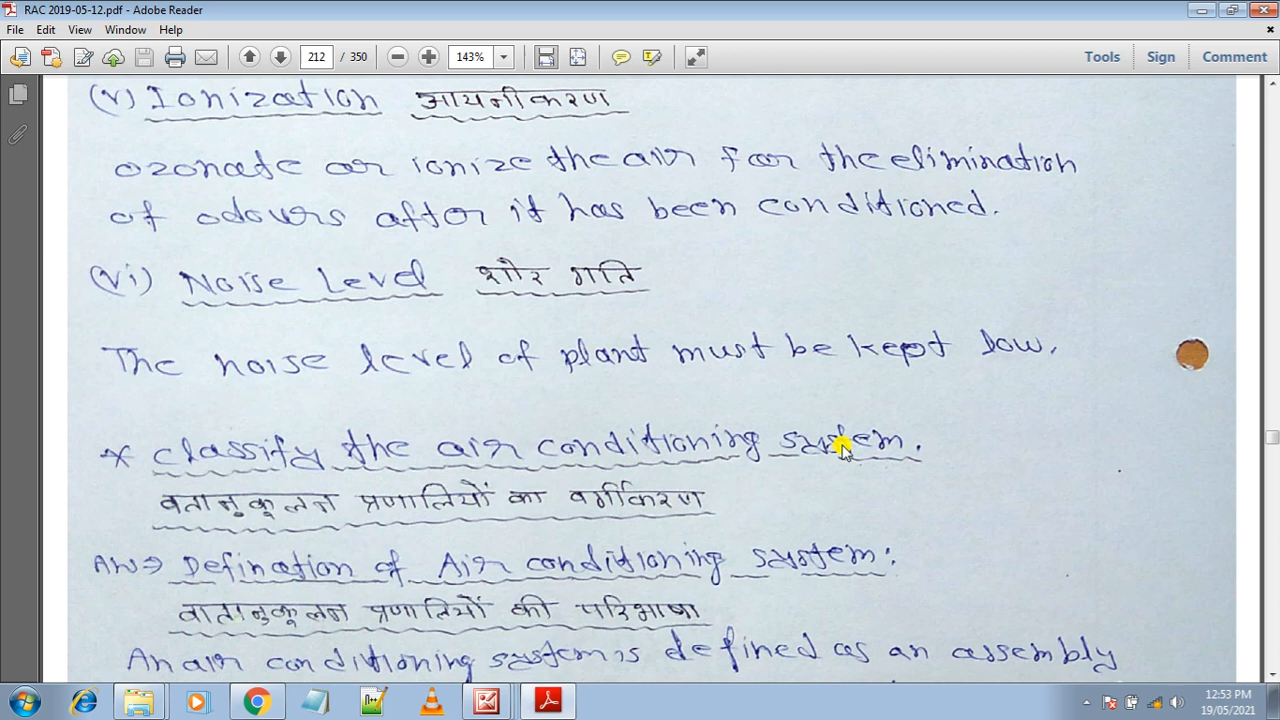 RAC 2019-05-12.pdf - Adobe Reader
File Edit View Window Help
212 / 350 143% Tools Sign Comment
(v) Ionization आयनीकरण
ozonate or ionize the air for the elimination
of odours after it has been conditioned.
(vi) Noise Level शोर गति
The noise level of plant must be kept low.
* classify the air conditioning system.
वतानुकूलन प्रणालियों का वर्गीकरण
Ans⇒ Defination of Air conditioning system:
वातानुकूलन प्रणालियों की परिभाषा
An air conditioning system is defined as an assembly
12:53 PM
19/05/2021